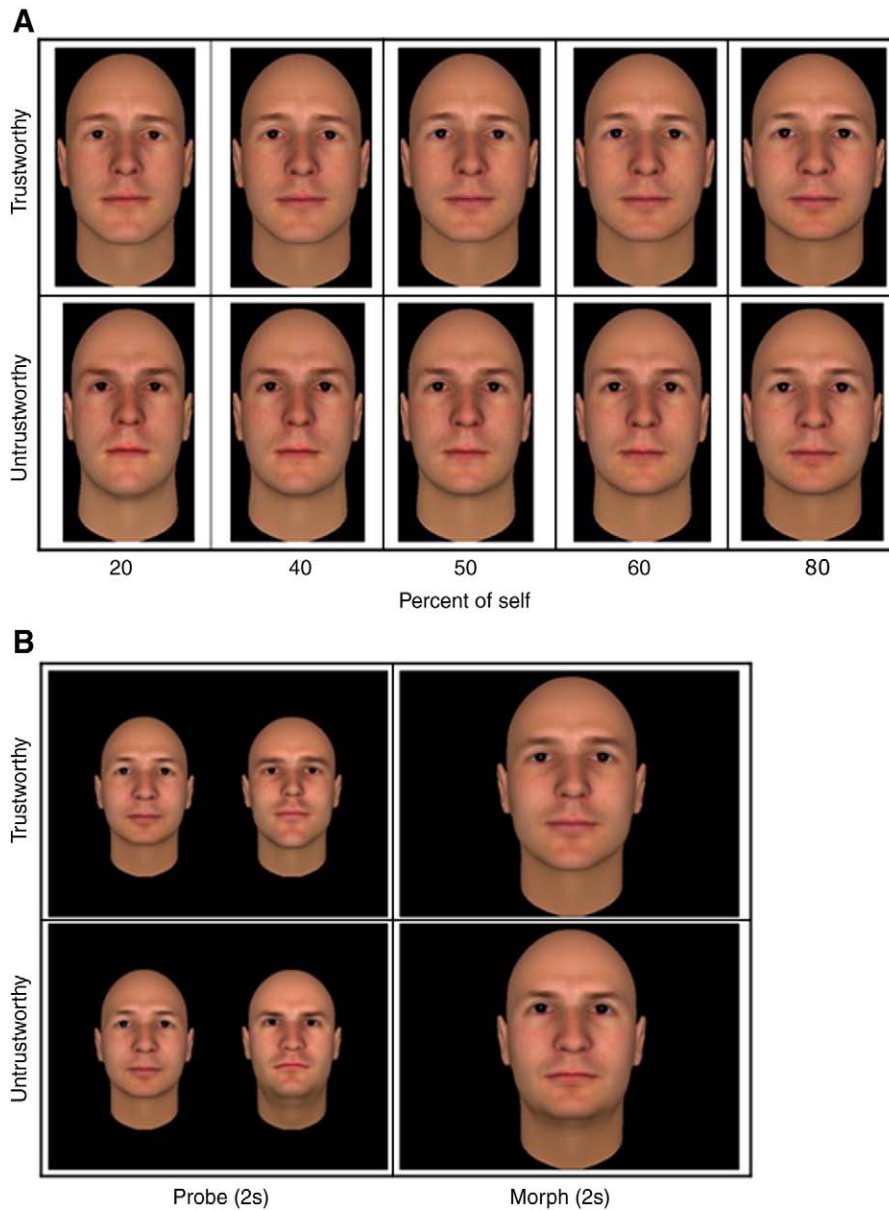 A
Trustworthy
Untrustworthy
20 40 50 60 80
Percent of self
B
Trustworthy
Untrustworthy
Probe (2s) Morph (2s)